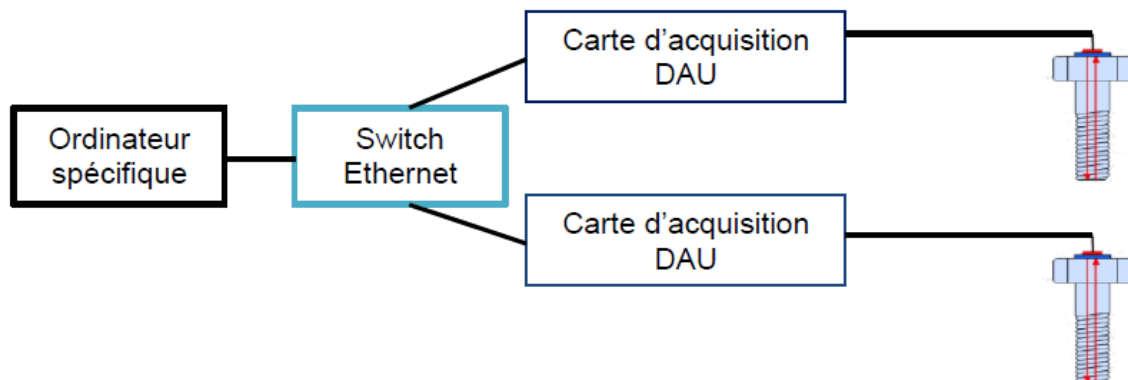 Ordinateur
spécifique
Switch
Ethernet
Carte d’acquisition
DAU
Carte d’acquisition
DAU